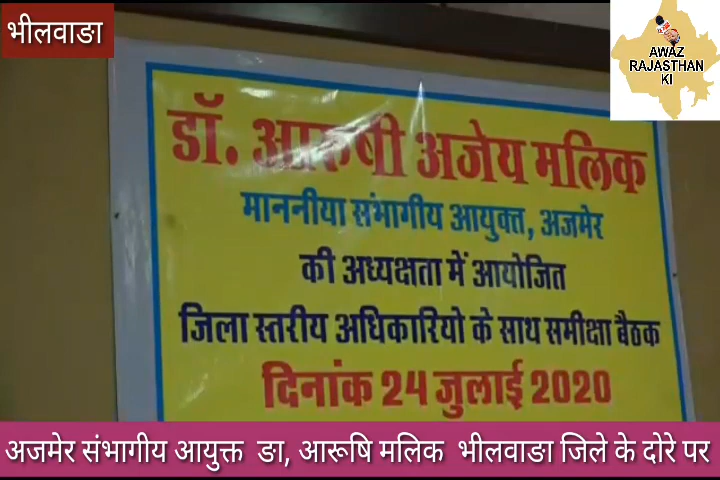 भीलवाङा
AWAZ
RAJASTHAN
KI
डॉ. आरुषी अजेय मलिक
माननीया संभागीय आयुक्त, अजमेर
की अध्यक्षता में आयोजित
जिला स्तरीय अधिकारियो के साथ समीक्षा बैठक
दिनांक 24 जुलाई 2020
अजमेर संभागीय आयुक्त ङा, आरूषि मलिक भीलवाङा जिले के दोरे पर